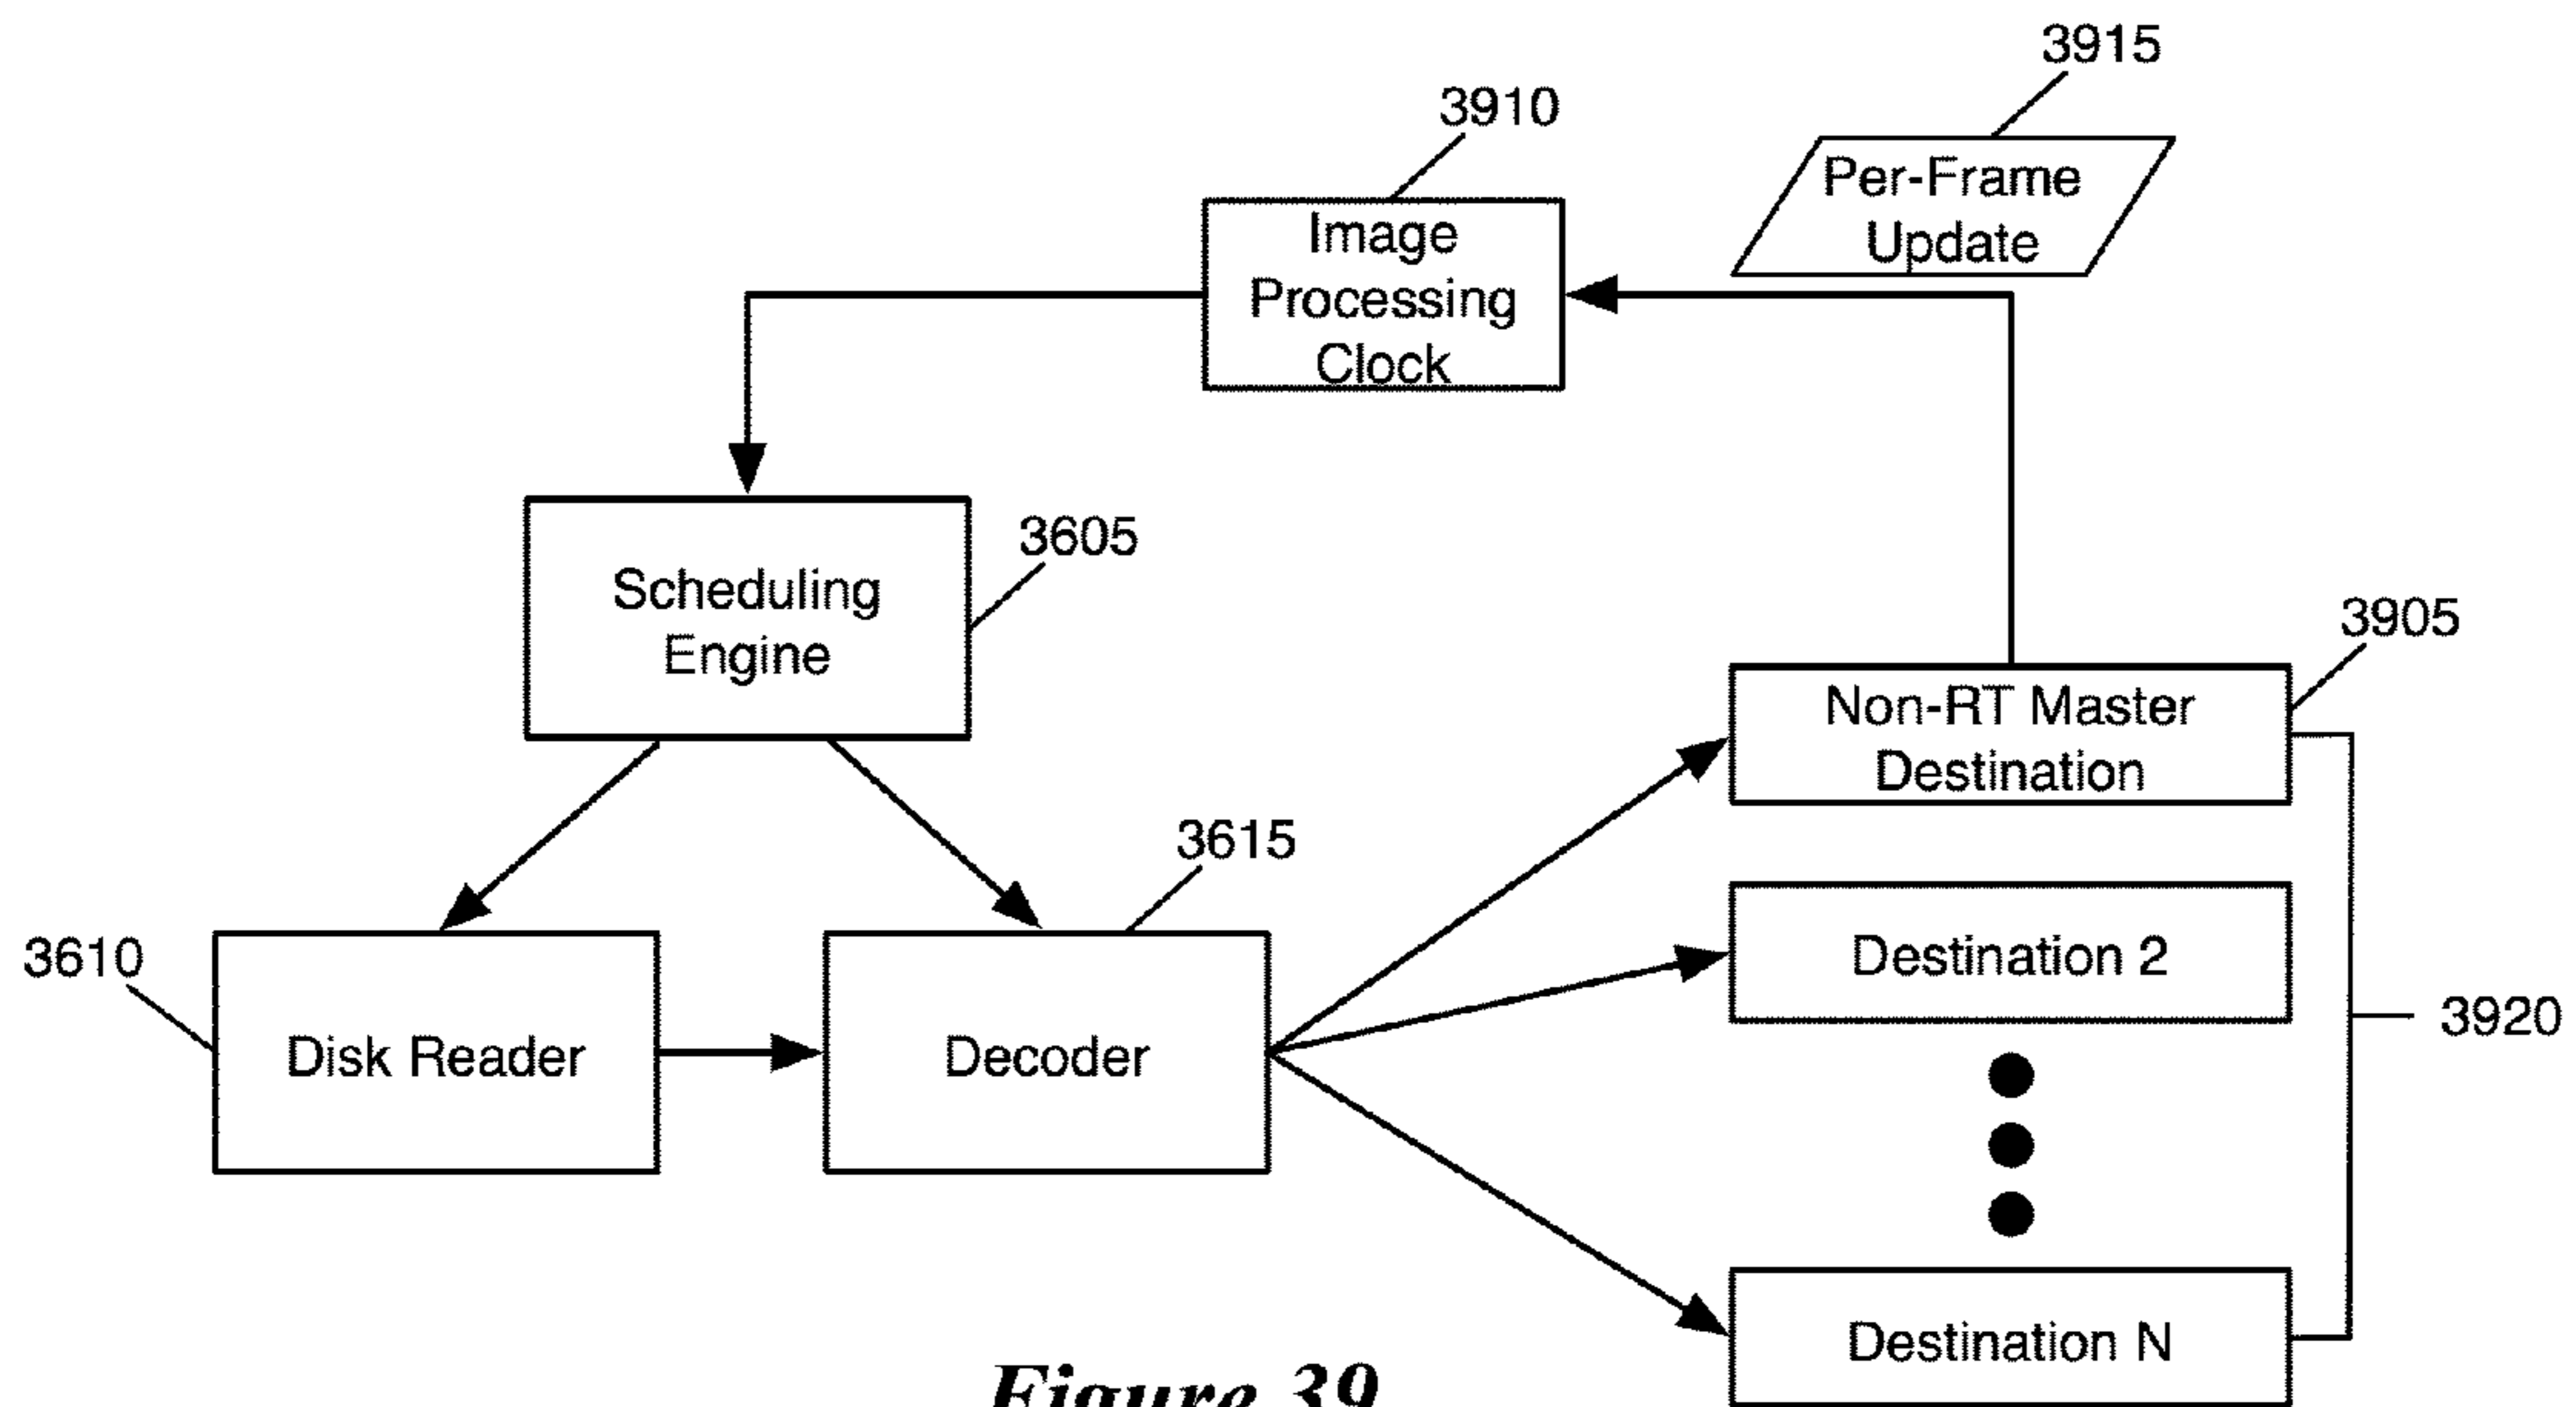 3915
3910
Per-Frame
Update
Image
Processing
Clock
3605
Scheduling
Engine
3905
Non-RT Master
Destination
3615
3610
Disk Reader
Decoder
Destination 2
3920
Destination N
Figure 39